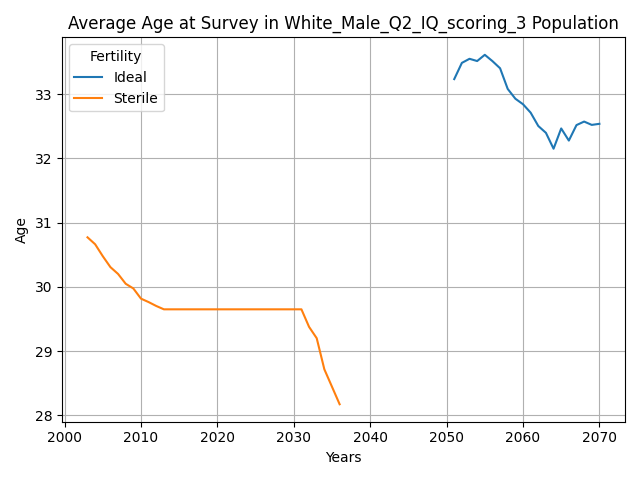 Average Age at Survey in White_Male_Q2_IQ_scoring_3 Population
Fertility
Ideal
Sterile
Age
33
32
31
30
29
28
2000 2010 2020 2030 2040 2050 2060 2070
Years